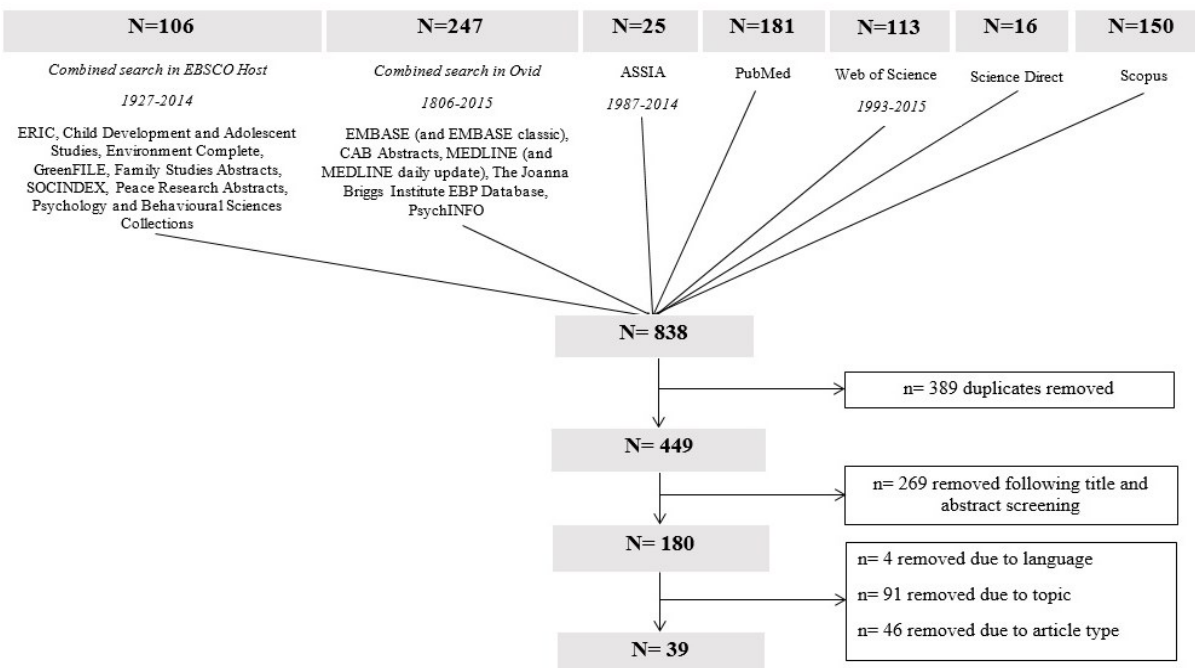 N=106
N=247
N=25
N=181
N=113
N=16
N=150
Combined search in EBSCO Host
1927-2014
ERIC, Child Development and Adolescent
Studies, Environment Complete,
GreenFILE, Family Studies Abstracts,
SOCINDEX, Peace Research Abstracts,
Psychology and Behavioural Sciences
Collections
Combined search in Ovid
1806-2015
EMBASE (and EMBASE classic),
CAB Abstracts, MEDLINE (and
MEDLINE daily update), The Joanna
Briggs Institute EBP Database,
PsychINFO
ASSIA
1987-2014
PubMed
Web of Science
1993-2015
Science Direct
Scopus
N= 838
n= 389 duplicates removed
N= 449
n= 269 removed following title and
abstract screening
N= 180
n= 4 removed due to language
n= 91 removed due to topic
n= 46 removed due to article type
N= 39